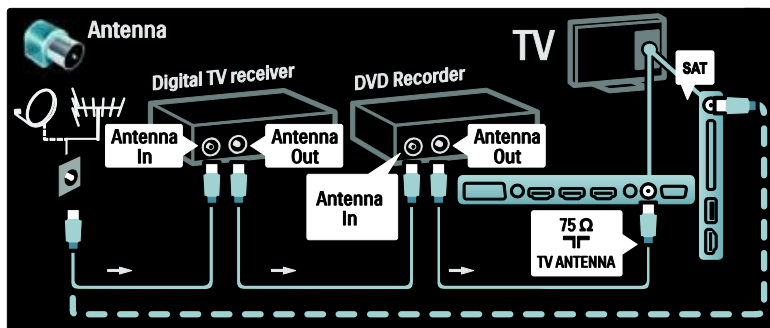 Antenna
TV
Digital TV receiver
DVD Recorder
SAT
Antenna
In
Antenna
Out
Antenna
In
Antenna
Out
75 Ω
TV ANTENNA